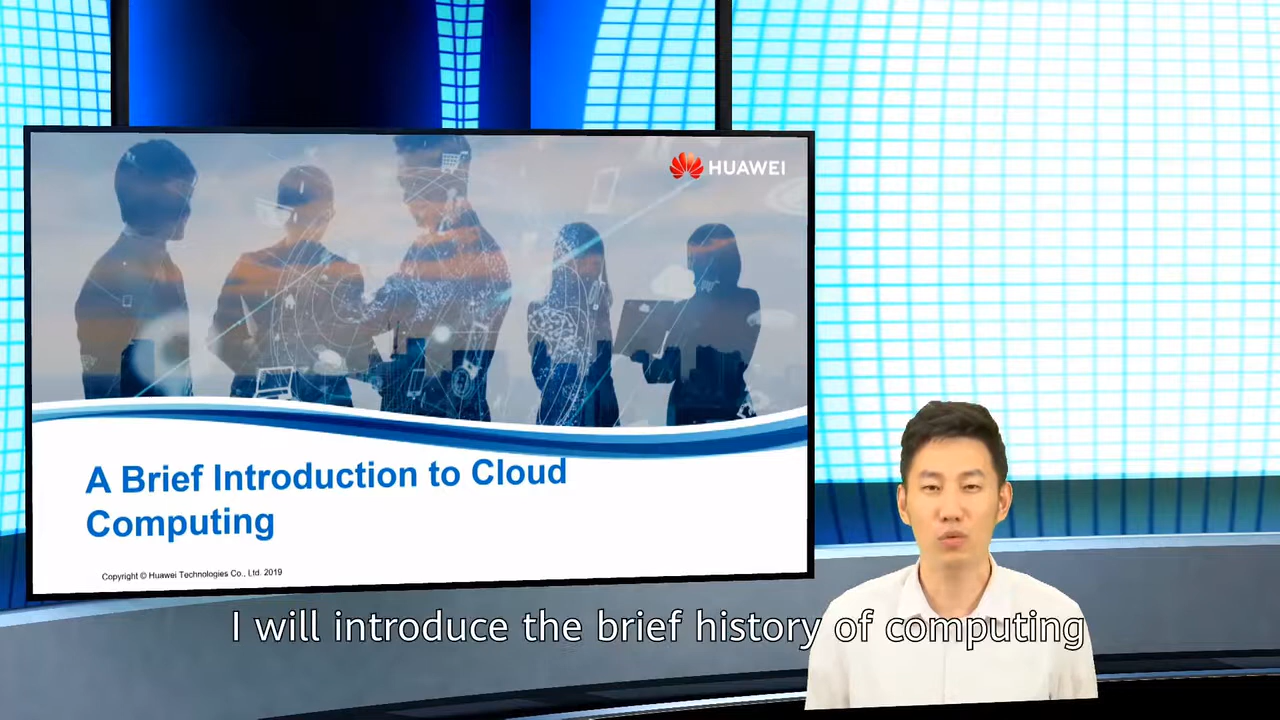 HUAWEI
A Brief Introduction to Cloud
Computing
Copyright © Huawei Technologies Co., Ltd. 2019
I will introduce the brief history of computing